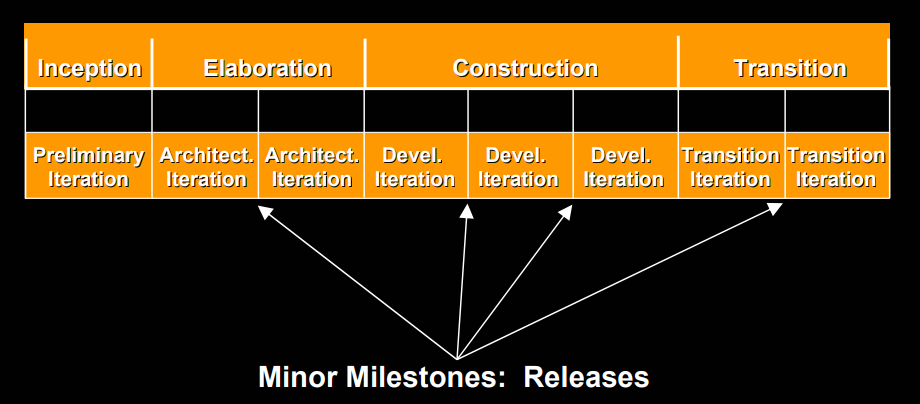 Inception Elaboration Construction Transition
Preliminary Architect. Architect. Devel. Devel. Devel. Transition Transition
Iteration Iteration Iteration Iteration Iteration Iteration Iteration Iteration
Minor Milestones: Releases